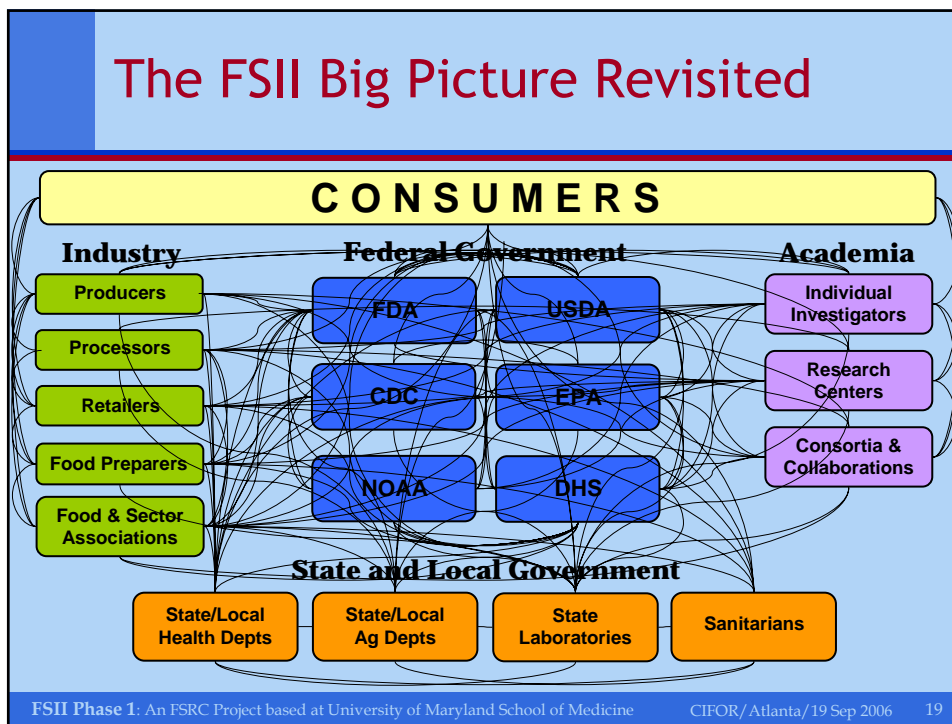 The FSII Big Picture Revisited
C O N S U M E R S
Industry
Federal Government
Academia
Producers
Processors
Retailers
Food Preparers
Food & Sector
Associations
FDA
USDA
CDC
EPA
NOAA
DHS
Individual
Investigators
Research
Centers
Consortia &
Collaborations
State and Local Government
State/Local
Health Depts
State/Local
Ag Depts
State
Laboratories
Sanitarians
FSII Phase 1: An FSRC Project based at University of Maryland School of Medicine
CIFOR/Atlanta/19 Sep 2006
19